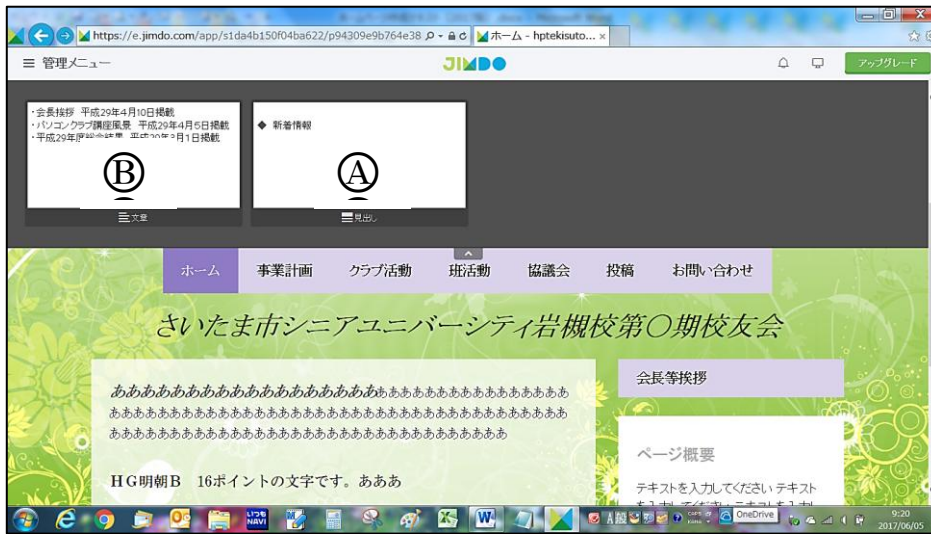 https://e.jimdo.com/app/s1da4b150f04ba622/p94309e9b764e38
ホーム - hptekisuto...
管理メニュー
JIMDO
アップグレード
・会長挨拶 平成29年4月10日掲載
・パソコンクラブ講座風景 平成29年4月5日掲載
◆ 新着情報
Ⓑ
Ⓐ
文章
見出し
ホーム 事業計画 クラブ活動 班活動 協議会 投稿 お問い合わせ
さいたま市シニアユニバーシティ岩槻校第〇期校友会
会長等挨拶
ああああああああああああああああああああああああああああああああああ
ああああああああああああああああああああああああああああああああああああああ
あああああああああああああああああああああああああああああああああ
ページ概要
HG明朝B 16ポイントの文字です。あああ
テキストを入力してください テキスト
いつも
NAVI
OneDrive
9:20
2017/06/05